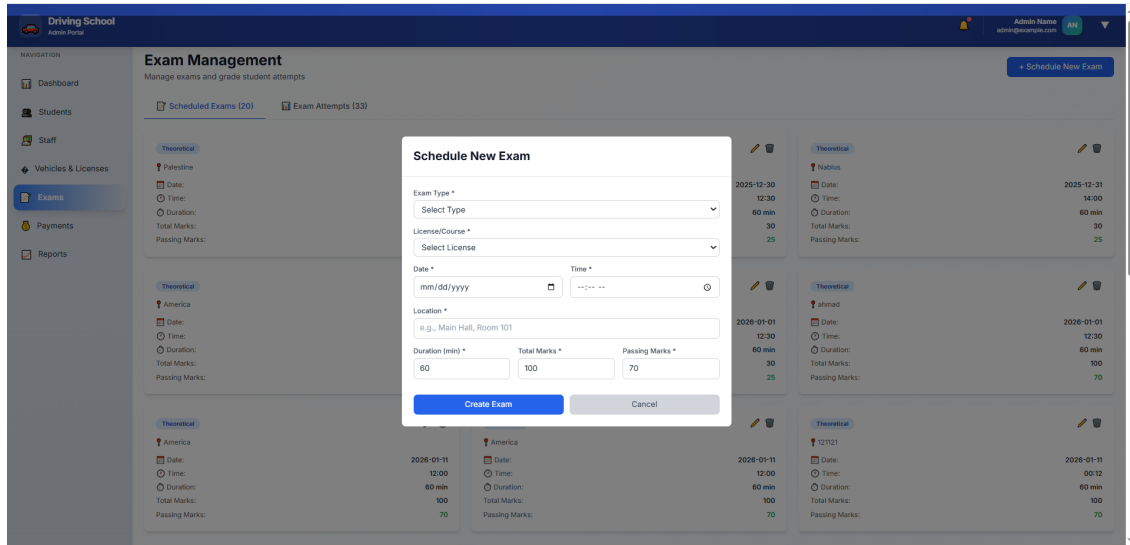 Driving School
Admin Portal
Admin Name
admin@example.com
AN
NAVIGATION
Dashboard
Students
Staff
Vehicles & Licenses
Exams
Payments
Reports
Exam Management
Manage exams and grade student attempts
+ Schedule New Exam
Scheduled Exams (20)
Exam Attempts (33)
Theoretical
Palestine
Date:
Time:
Duration:
Total Marks:
Passing Marks:
2025-12-30
12:30
60 min
30
25
Theoretical
Nablus
Date: 2025-12-31
Time: 14:00
Duration: 60 min
Total Marks: 30
Passing Marks: 25
Theoretical
America
Date:
Time:
Duration:
Total Marks:
Passing Marks:
2026-01-01
12:30
60 min
30
25
Theoretical
ahmad
Date: 2026-01-01
Time: 12:30
Duration: 60 min
Total Marks: 100
Passing Marks: 70
Theoretical
America
Date: 2026-01-11
Time: 12:00
Duration: 60 min
Total Marks: 100
Passing Marks: 70
America
Date: 2026-01-11
Time: 12:00
Duration: 60 min
Total Marks: 100
Passing Marks: 70
Theoretical
121121
Date: 2026-01-11
Time: 00:12
Duration: 60 min
Total Marks: 100
Passing Marks: 70
Schedule New Exam
Exam Type *
Select Type
License/Course *
Select License
Date * Time *
mm/dd/yyyy --:-- --
Location *
e.g., Main Hall, Room 101
Duration (min) * Total Marks * Passing Marks *
60 100 70
Create Exam Cancel